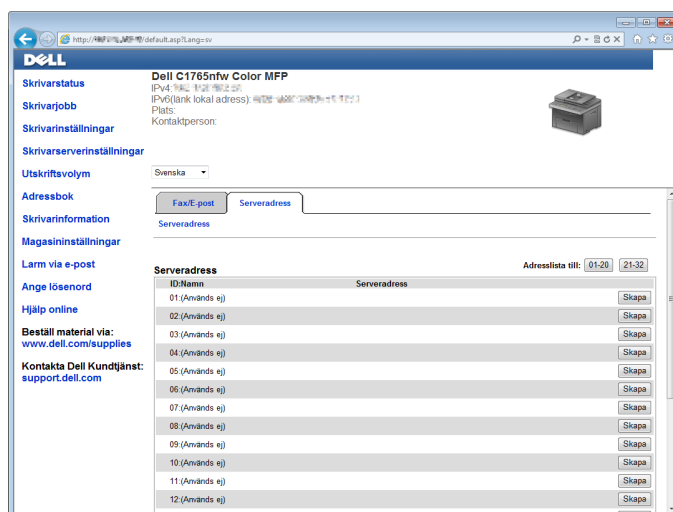 http://
/default.asp?Lang=sv
DELL
Dell C1765nfw Color MFP
IPv4:
IPv6(länk lokal adress):
Plats:
Kontaktperson:
Skrivarstatus
Skrivarjobb
Skrivarinställningar
Skrivarserverinställningar
Utskriftsvolym
Adressbok
Skrivarinformation
Magasininställningar
Larm via e-post
Ange lösenord
Hjälp online
Beställ material via:
www.dell.com/supplies
Kontakta Dell Kundtjänst:
support.dell.com
Svenska
Fax/E-post Serveradress
Serveradress
Serveradress Adresslista till: 01-20 21-32
ID:Namn Serveradress
01:(Används ej) Skapa
02:(Används ej) Skapa
03:(Används ej) Skapa
04:(Används ej) Skapa
05:(Används ej) Skapa
06:(Används ej) Skapa
07:(Används ej) Skapa
08:(Används ej) Skapa
09:(Används ej) Skapa
10:(Används ej) Skapa
11:(Används ej) Skapa
12:(Används ej) Skapa